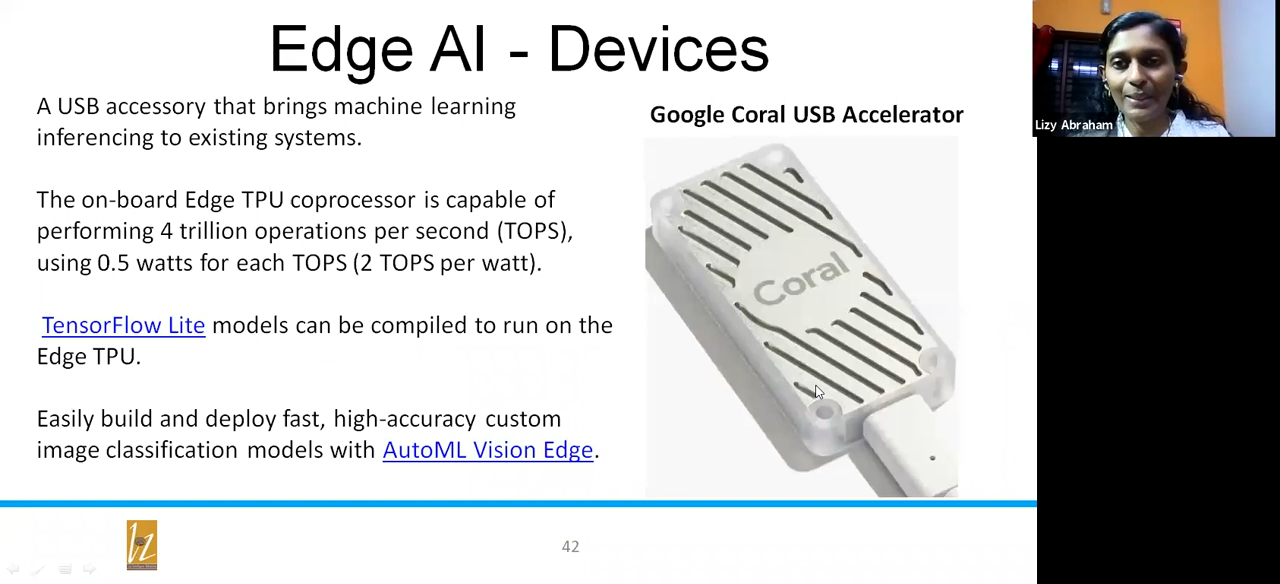 Edge AI - Devices
A USB accessory that brings machine learning
inferencing to existing systems.
The on-board Edge TPU coprocessor is capable of
performing 4 trillion operations per second (TOPS),
using 0.5 watts for each TOPS (2 TOPS per watt).
TensorFlow Lite models can be compiled to run on the
Edge TPU.
Easily build and deploy fast, high-accuracy custom
image classification models with AutoML Vision Edge.
Google Coral USB Accelerator
Coral
42
Lizy Abraham